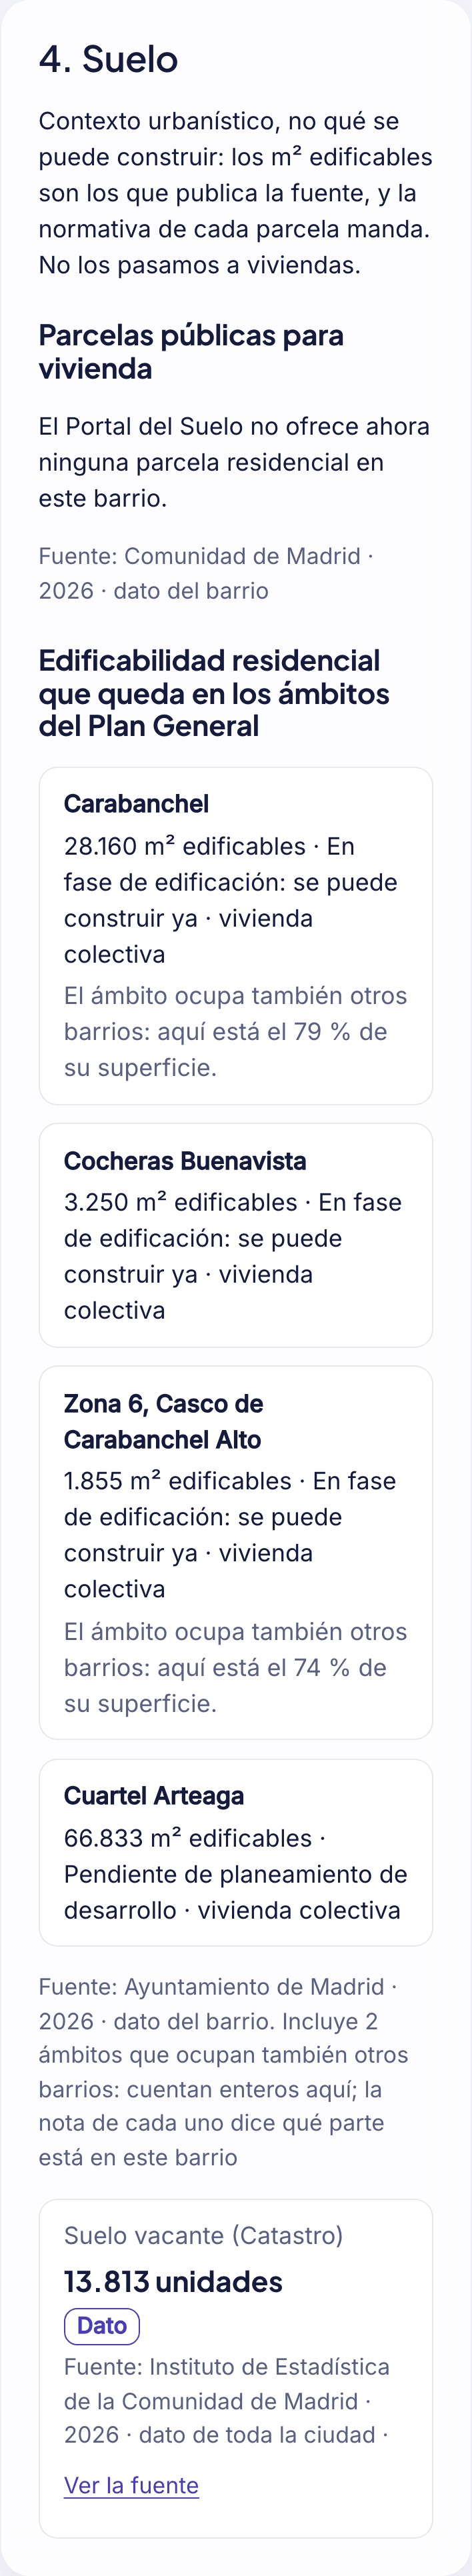 4. Suelo
Contexto urbanístico, no qué se
puede construir: los m² edificables
son los que publica la fuente, y la
normativa de cada parcela manda.
No los pasamos a viviendas.
Parcelas públicas para
vivienda
El Portal del Suelo no ofrece ahora
ninguna parcela residencial en
este barrio.
Fuente: Comunidad de Madrid ·
2026 · dato del barrio
Edificabilidad residencial
que queda en los ámbitos
del Plan General
Carabanchel
28.160 m² edificables · En
fase de edificación: se puede
construir ya · vivienda
colectiva
El ámbito ocupa también otros
barrios: aquí está el 79 % de
su superficie.
Cocheras Buenavista
3.250 m² edificables · En fase
de edificación: se puede
construir ya · vivienda
colectiva
Zona 6, Casco de
Carabanchel Alto
1.855 m² edificables · En fase
de edificación: se puede
construir ya · vivienda
colectiva
El ámbito ocupa también otros
barrios: aquí está el 74 % de
su superficie.
Cuartel Arteaga
66.833 m² edificables ·
Pendiente de planeamiento de
desarrollo · vivienda colectiva
Fuente: Ayuntamiento de Madrid ·
2026 · dato del barrio. Incluye 2
ámbitos que ocupan también otros
barrios: cuentan enteros aquí; la
nota de cada uno dice qué parte
está en este barrio
Suelo vacante (Catastro)
13.813 unidades
Dato
Fuente: Instituto de Estadística
de la Comunidad de Madrid ·
2026 · dato de toda la ciudad ·
Ver la fuente